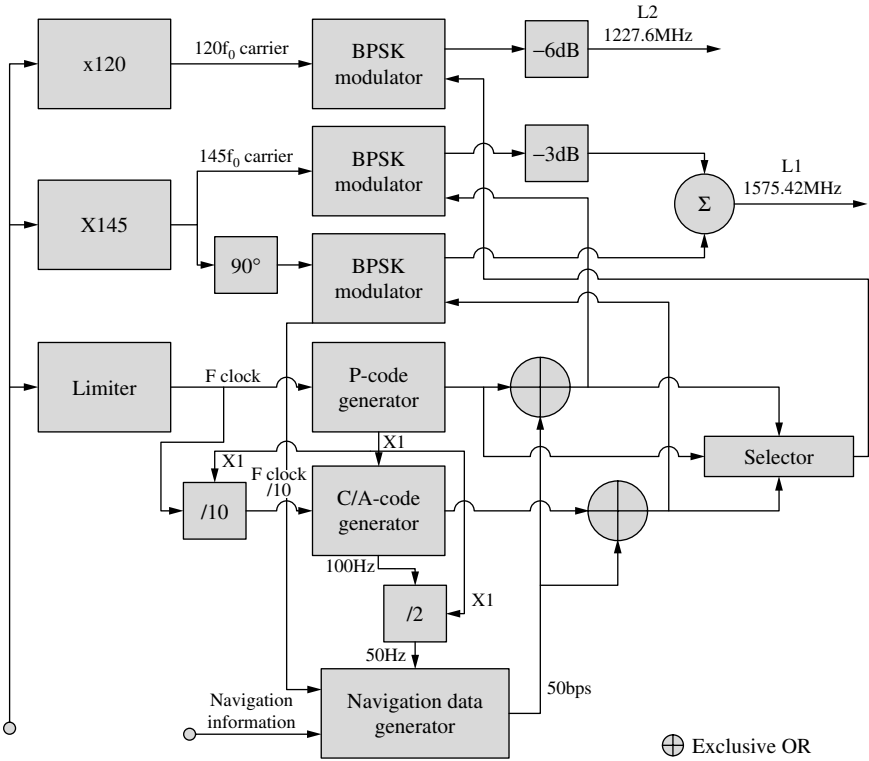 L2
1227.6MHz
x120
120f₀ carrier
BPSK
modulator
−6dB
145f₀ carrier
BPSK
modulator
−3dB
L1
1575.42MHz
Σ
X145
90°
BPSK
modulator
Limiter
F clock
P-code
generator
X1
X1
F clock
/10
Selector
/10
C/A-code
generator
100Hz
X1
/2
50Hz
50bps
Navigation
information
Navigation data
generator
Exclusive OR